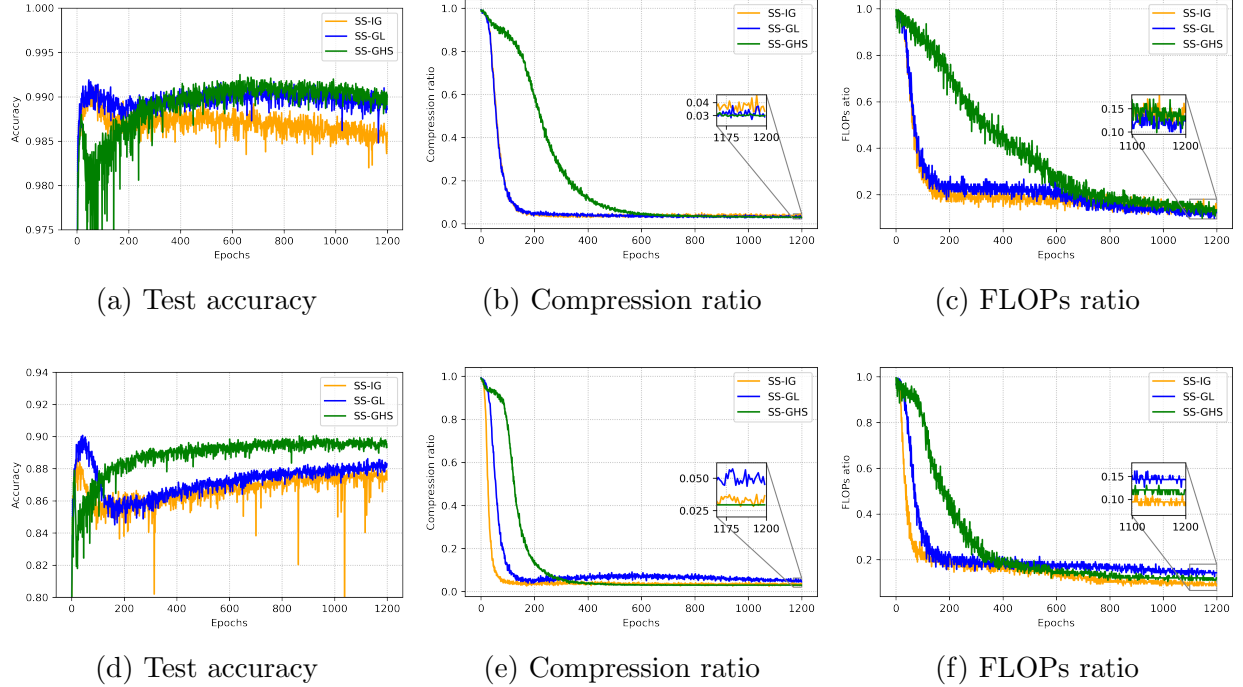 1.000
0.995
0.990
0.985
0.980
0.975
0
200
400
600
800
1000
1200
Accuracy
Epochs
SS-IG
SS-GL
SS-GHS
(a) Test accuracy
1.0
0.8
0.6
0.4
0.2
0.0
0
200
400
600
800
1000
1200
Compression ratio
Epochs
SS-IG
SS-GL
SS-GHS
0.04
0.03
1175
1200
(b) Compression ratio
1.0
0.8
0.6
0.4
0.2
0
200
400
600
800
1000
1200
FLOPs atio
Epochs
SS-IG
SS-GL
SS-GHS
0.15
0.10
1100
1200
(c) FLOPs ratio
0.94
0.92
0.90
0.88
0.86
0.84
0.82
0.80
0
200
400
600
800
1000
1200
Accuracy
Epochs
SS-IG
SS-GL
SS-GHS
(d) Test accuracy
1.0
0.8
0.6
0.4
0.2
0.0
0
200
400
600
800
1000
1200
Compression ratio
Epochs
SS-IG
SS-GL
SS-GHS
0.050
0.025
1175
1200
(e) Compression ratio
1.0
0.8
0.6
0.4
0.2
0
200
400
600
800
1000
1200
FLOPs atio
Epochs
SS-IG
SS-GL
SS-GHS
0.15
0.10
1100
1200
(f) FLOPs ratio